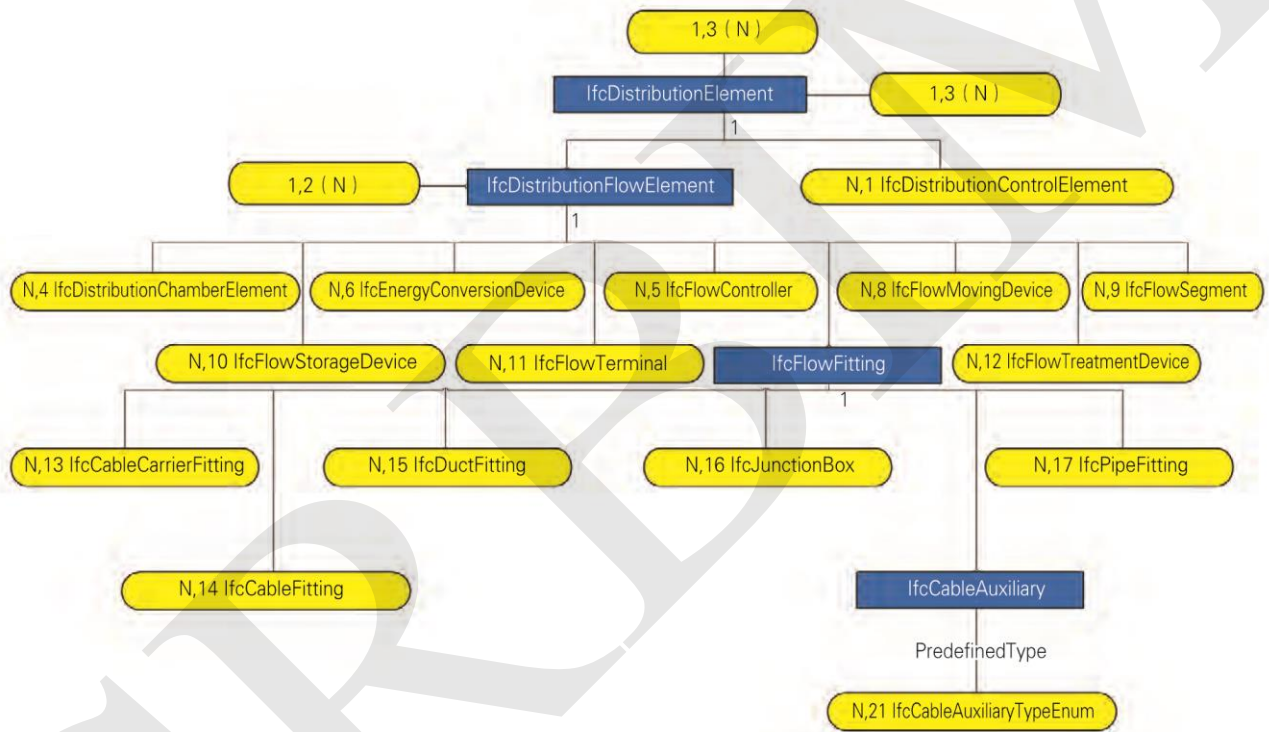 1,3 ( N )
IfcDistributionElement
1,3 ( N )
1
1,2 ( N )
IfcDistributionFlowElement
N,1 IfcDistributionControlElement
1
N,4 IfcDistributionChamberElement
N,6 IfcEnergyConversionDevice
N,5 IfcFlowController
N,8 IfcFlowMovingDevice
N,9 IfcFlowSegment
N,10 IfcFlowStorageDevice
N,11 IfcFlowTerminal
IfcFlowFitting
N,12 IfcFlowTreatmentDevice
1
N,13 IfcCableCarrierFitting
N,15 IfcDuctFitting
N,16 IfcJunctionBox
N,17 IfcPipeFitting
N,14 IfcCableFitting
IfcCableAuxiliary
PredefinedType
N,21 IfcCableAuxiliaryTypeEnum